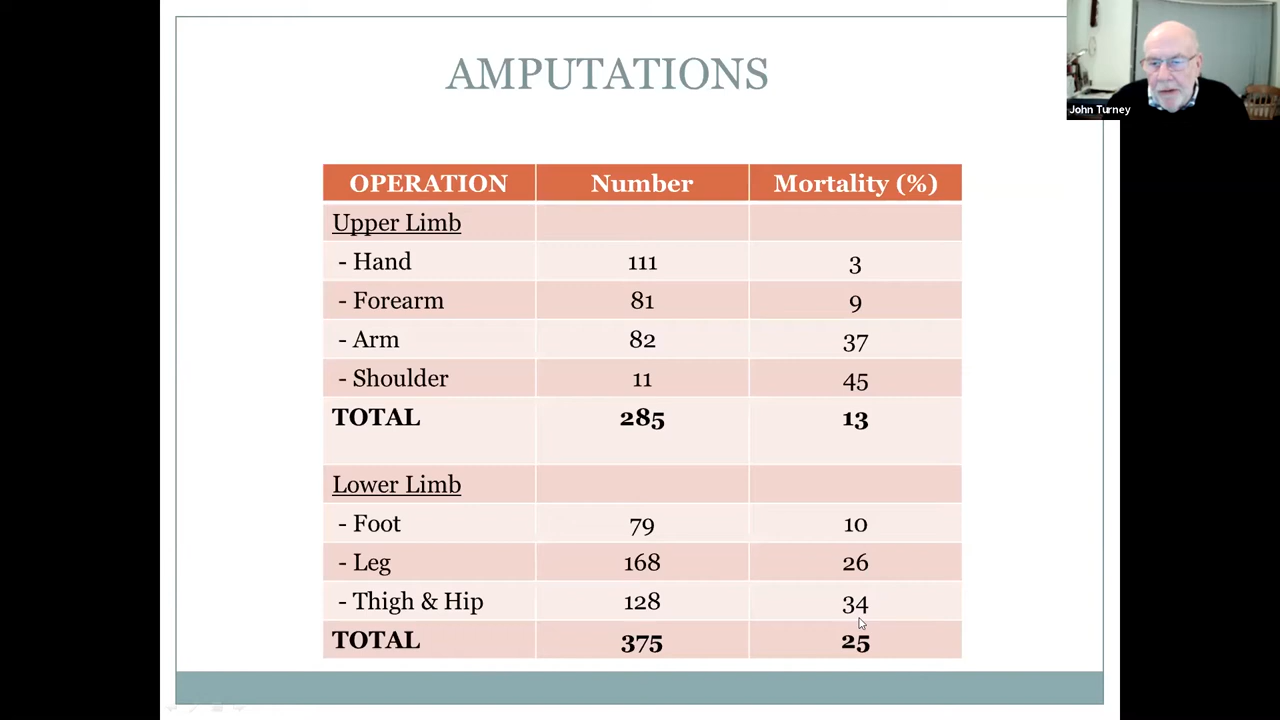 AMPUTATIONS
John Turney
OPERATION Number Mortality (%)
Upper Limb
- Hand 111 3
- Forearm 81 9
- Arm 82 37
- Shoulder 11 45
TOTAL 285 13
Lower Limb
- Foot 79 10
- Leg 168 26
- Thigh & Hip 128 34
TOTAL 375 25